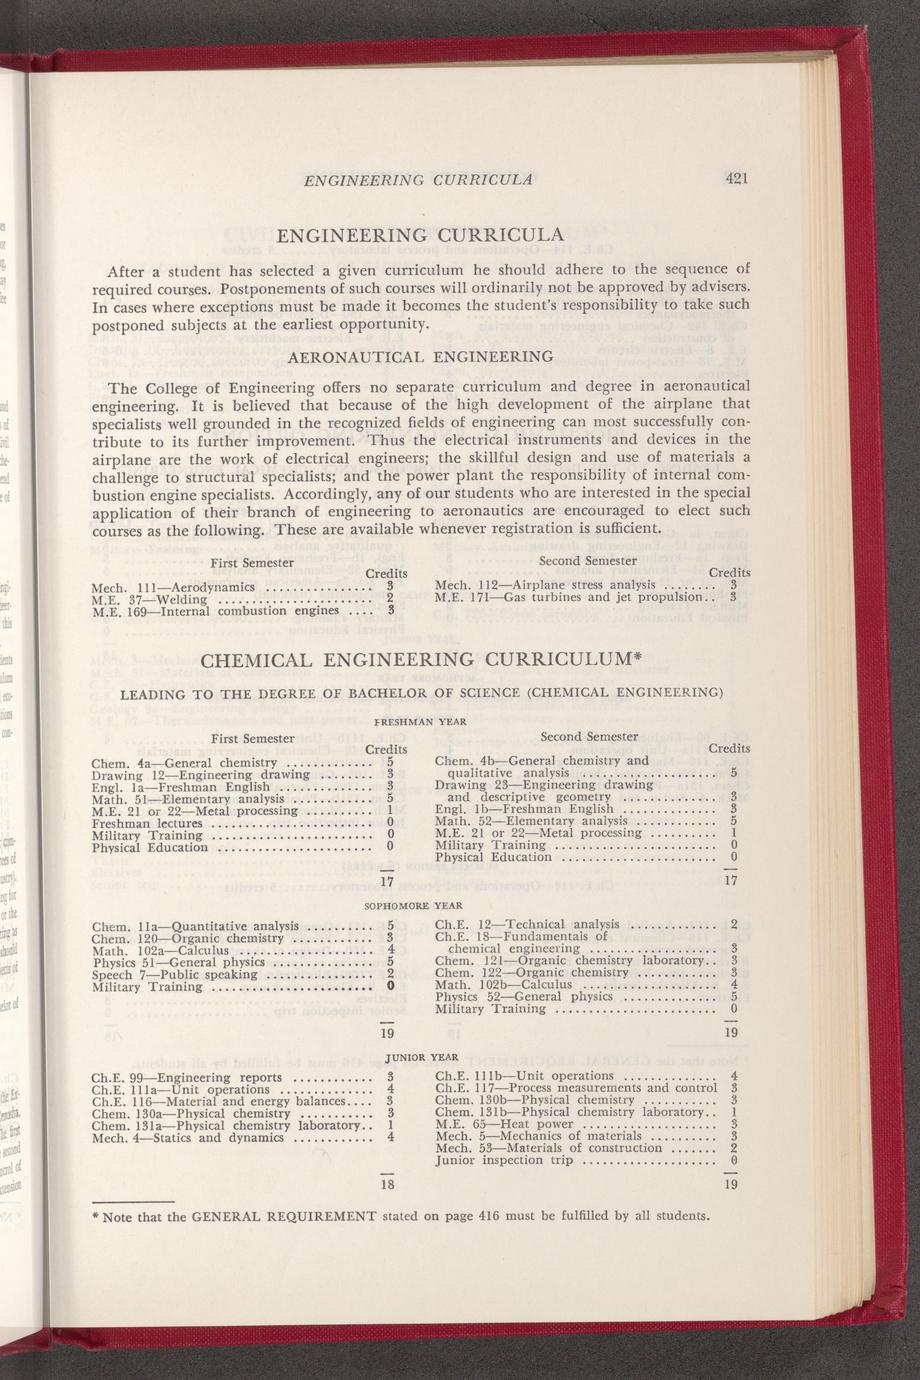 ENGINEERING CURRICULA 421
ENGINEERING CURRICULA
After a student has selected a given curriculum he should adhere to the sequence of
required courses. Postponements of such courses will ordinarily not be approved by advisers.
In cases where exceptions must be made it becomes the student's responsibility to take such
postponed subjects at the earliest opportunity.
AERONAUTICAL ENGINEERING
The College of Engineering offers no separate curriculum and degree in aeronautical
engineering. It is believed that because of the high development of the airplane that
specialists well grounded in the recognized fields of engineering can most successfully con-
tribute to its further improvement. Thus the electrical instruments and devices in the
airplane are the work of electrical engineers; the skillful design and use of materials a
challenge to structural specialists; and the power plant the responsibility of internal com-
bustion engine specialists. Accordingly, any of our students who are interested in the special
application of their branch of engineering to aeronautics are encouraged to elect such
courses as the following. These are available whenever registration is sufficient.
First Semester
Credits
Mech. 111—Aerodynamics ............... 3
M.E. 37—Welding ...................... 2
M.E. 169—Internal combustion engines .... 3
Second Semester
Credits
Mech. 112—Airplane stress analysis ........ 3
M.E. 171—Gas turbines and jet propulsion.. 3
CHEMICAL ENGINEERING CURRICULUM*
LEADING TO THE DEGREE OF BACHELOR OF SCIENCE (CHEMICAL ENGINEERING)
FRESHMAN YEAR
First Semester
Credits
Chem. 4a—General chemistry ............ 5
Drawing 12—Engineering drawing ........ 3
Engl. 1a—Freshman English .............. 3
Math. 51—Elementary analysis ............ 5
M.E. 21 or 22—Metal processing .......... 1
Freshman lectures ....................... 0
Military Training ....................... 0
Physical Education ...................... 0
17
Second Semester
Credits
Chem. 4b—General chemistry and
qualitative analysis .................... 5
Drawing 23—Engineering drawing
and descriptive geometry .............. 3
Engl. 1b—Freshman English .............. 3
Math. 52—Elementary analysis ............ 5
M.E. 21 or 22—Metal processing .......... 1
Military Training ....................... 0
Physical Education ...................... 0
17
SOPHOMORE YEAR
Chem. 11a—Quantitative analysis .......... 5
Chem. 120—Organic chemistry ............ 3
Math. 102a—Calculus .................... 4
Physics 51—General physics ............... 5
Speech 7—Public speaking ................ 2
Military Training ....................... 0
19
Ch.E. 12—Technical analysis ............. 2
Ch.E. 18—Fundamentals of
chemical engineering ................... 3
Chem. 121—Organic chemistry laboratory.. 3
Chem. 122—Organic chemistry ............ 3
Math. 102b—Calculus .................... 4
Physics 52—General physics .............. 5
Military Training ........................ 0
19
JUNIOR YEAR
Ch.E. 99—Engineering reports ............ 3
Ch.E. 111a—Unit operations .............. 4
Ch.E. 116—Material and energy balances.... 3
Chem. 130a—Physical chemistry ........... 3
Chem. 131a—Physical chemistry laboratory.. 1
Mech. 4—Statics and dynamics ............ 4
18
Ch.E. 111b—Unit operations .............. 4
Ch.E. 117—Process measurements and control 3
Chem. 130b—Physical chemistry ........... 3
Chem. 131b—Physical chemistry laboratory.. 1
M.E. 65—Heat power .................... 3
Mech. 5—Mechanics of materials .......... 3
Mech. 53—Materials of construction ....... 2
Junior inspection trip .................... 0
19
* Note that the GENERAL REQUIREMENT stated on page 416 must be fulfilled by all students.